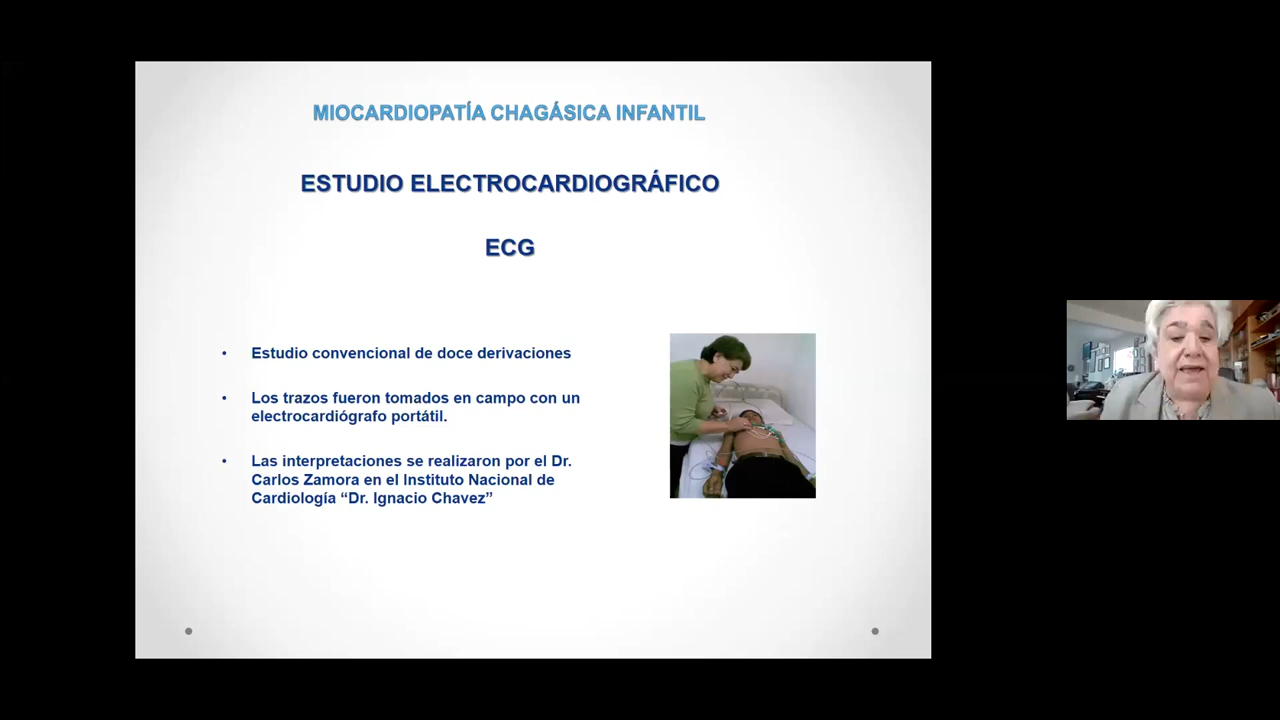 MIOCARDIOPATÍA CHAGÁSICA INFANTIL
ESTUDIO ELECTROCARDIOGRÁFICO
ECG
• Estudio convencional de doce derivaciones
• Los trazos fueron tomados en campo con un
electrocardiógrafo portátil.
• Las interpretaciones se realizaron por el Dr.
Carlos Zamora en el Instituto Nacional de
Cardiología “Dr. Ignacio Chavez”